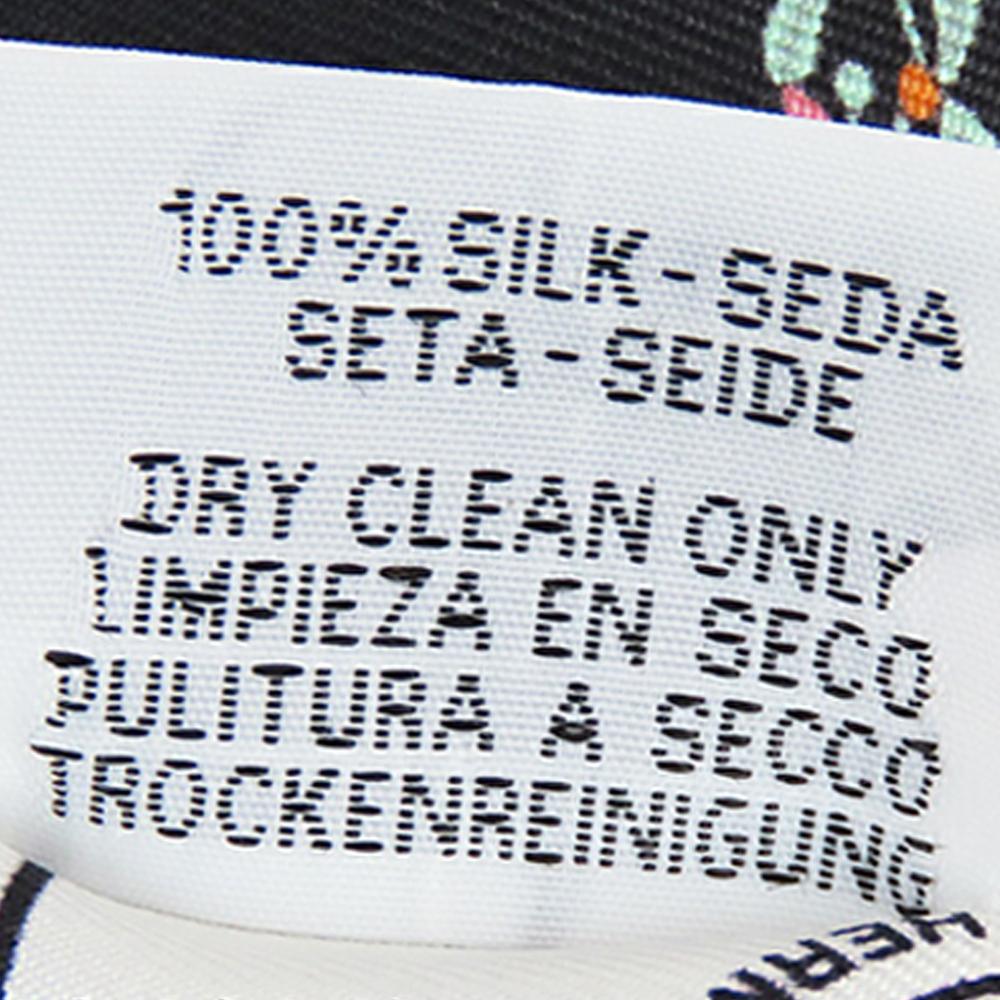 100% SILK - SEDA
SETA - SEIDE
DRY CLEAN ONLY
LIMPIEZA EN SECO
PULITURA A SECCO
TROCKENREINIGUNG